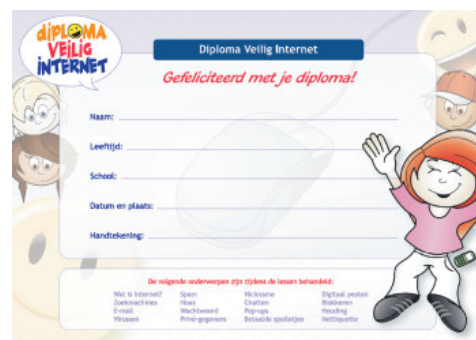 DIPLOMA
VEILIG
INTERNET
Diploma Veilig Internet
Gefeliciteerd met je diploma!
Naam:
Leeftijd:
School:
Datum en plaats:
Handtekening:
De volgende onderwerpen zijn tijdens de lessen behandeld:
Wat is internet? Spam Nickname Digitaal pesten
Zoekmachines Hoax Chatten Blokkeren
E-mail Wachtwoord Pop-ups Houding
Virussen Privé-gegevens Betaalde spelletjes Nettiquette